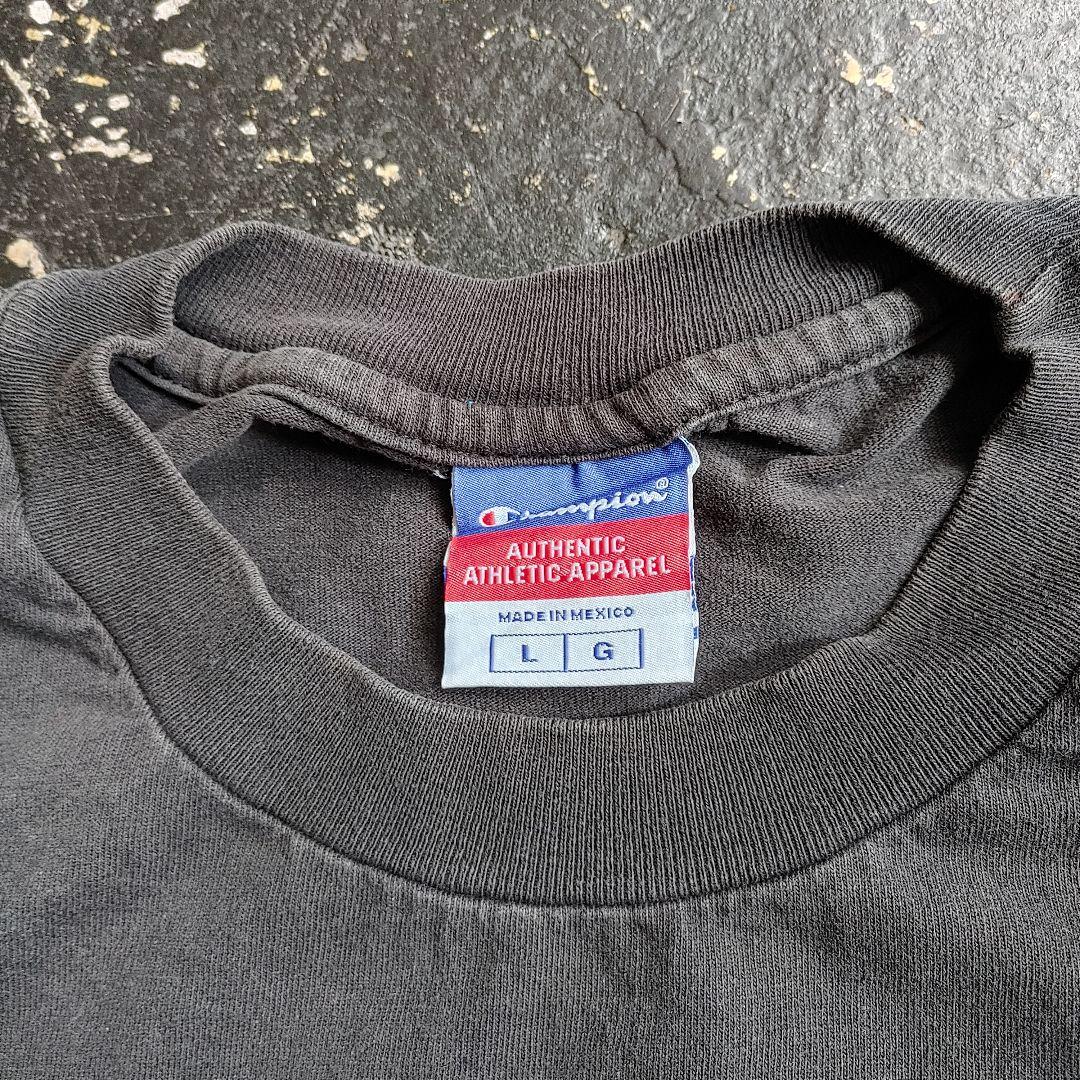 Champion®
AUTHENTIC
ATHLETIC APPAREL
MADE IN MEXICO
L G